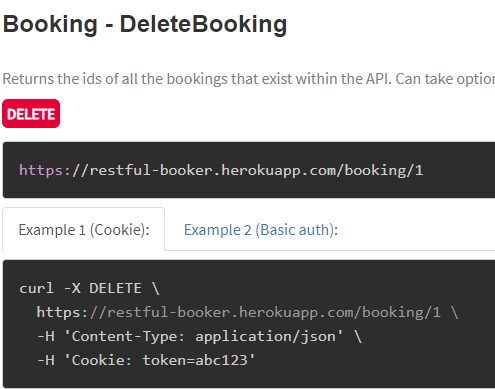 Booking - DeleteBooking
Returns the ids of all the bookings that exist within the API. Can take
DELETE
https://restful-booker.herokuapp.com/booking/1
Example 1 (Cookie):
Example 2 (Basic auth):
curl -X DELETE \
https://restful-booker.herokuapp.com/booking/1 \
-H 'Content-Type: application/json' \
-H 'Cookie: token=abc123'